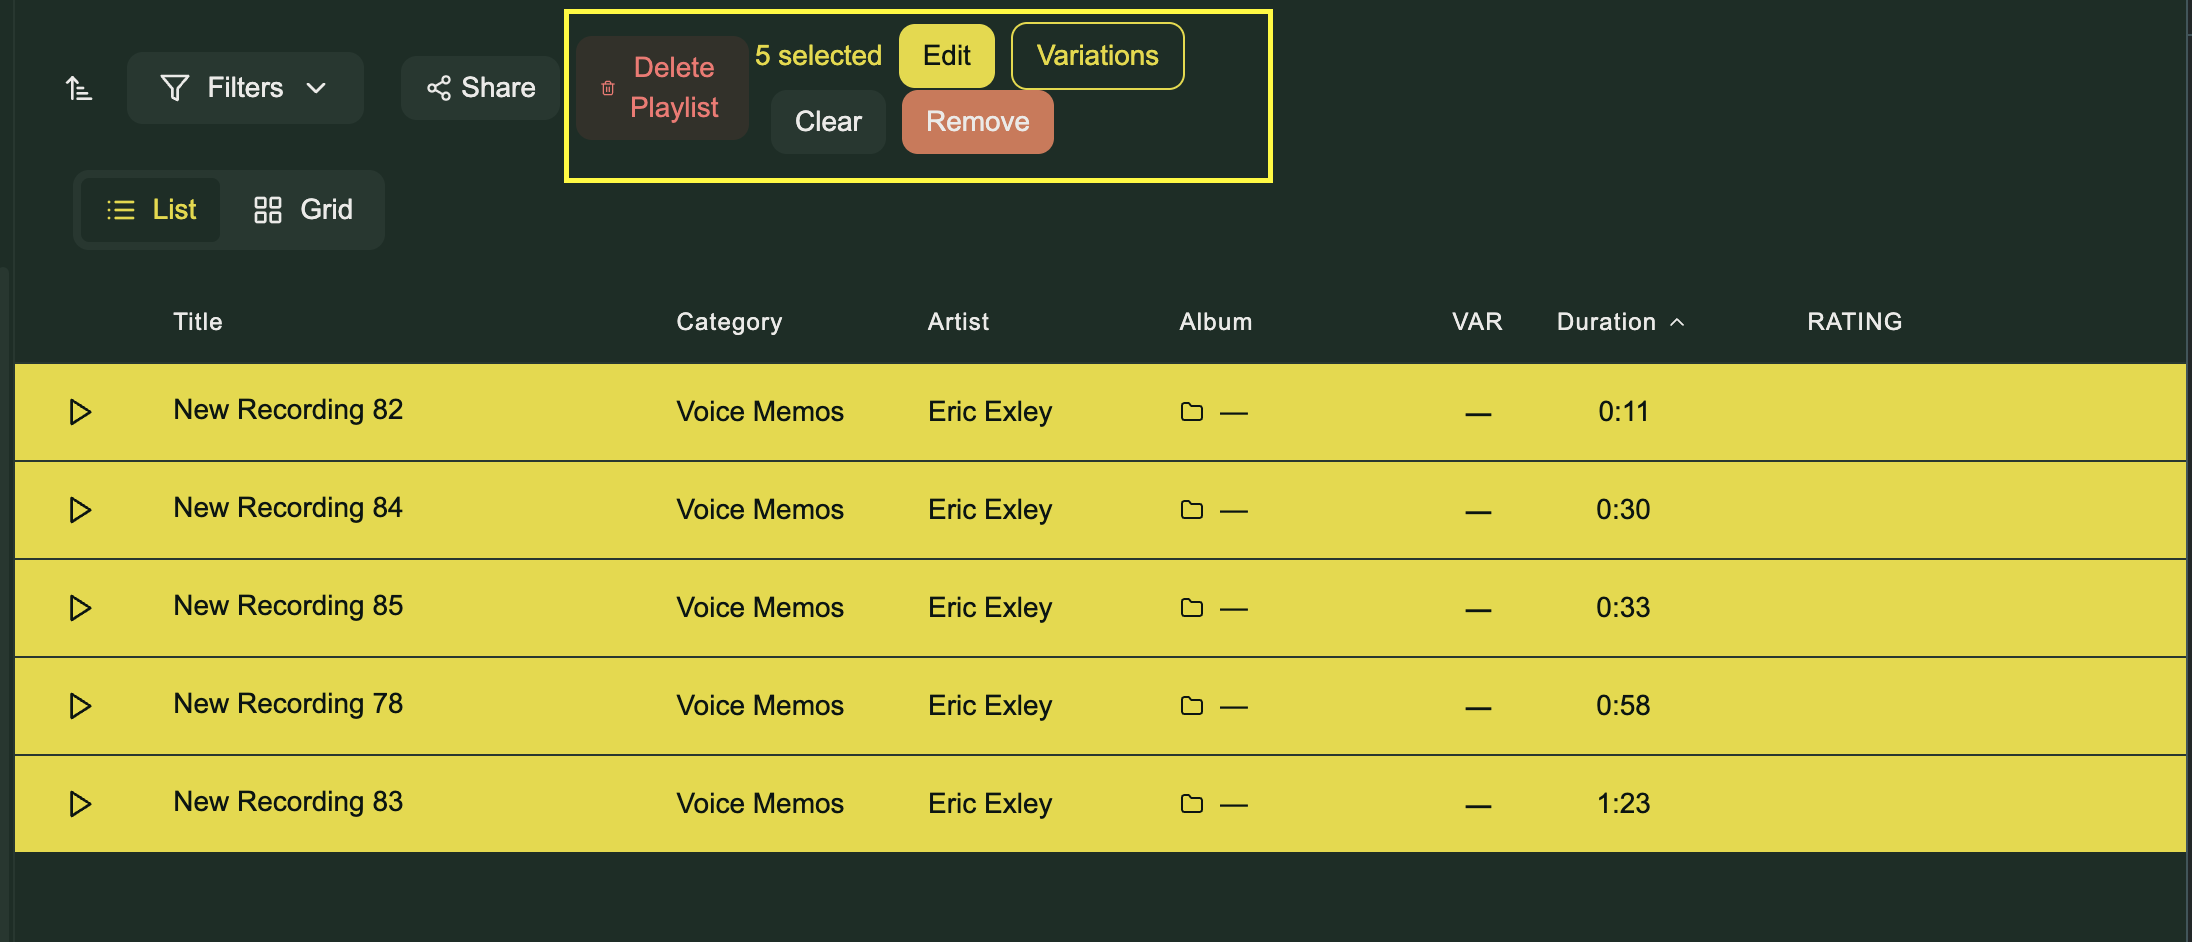 Filters
Share
Delete
Playlist
5 selected
Edit
Variations
Clear
Remove
List
Grid
Title Category Artist Album VAR Duration RATING
New Recording 82 Voice Memos Eric Exley — — 0:11
New Recording 84 Voice Memos Eric Exley — — 0:30
New Recording 85 Voice Memos Eric Exley — — 0:33
New Recording 78 Voice Memos Eric Exley — — 0:58
New Recording 83 Voice Memos Eric Exley — — 1:23